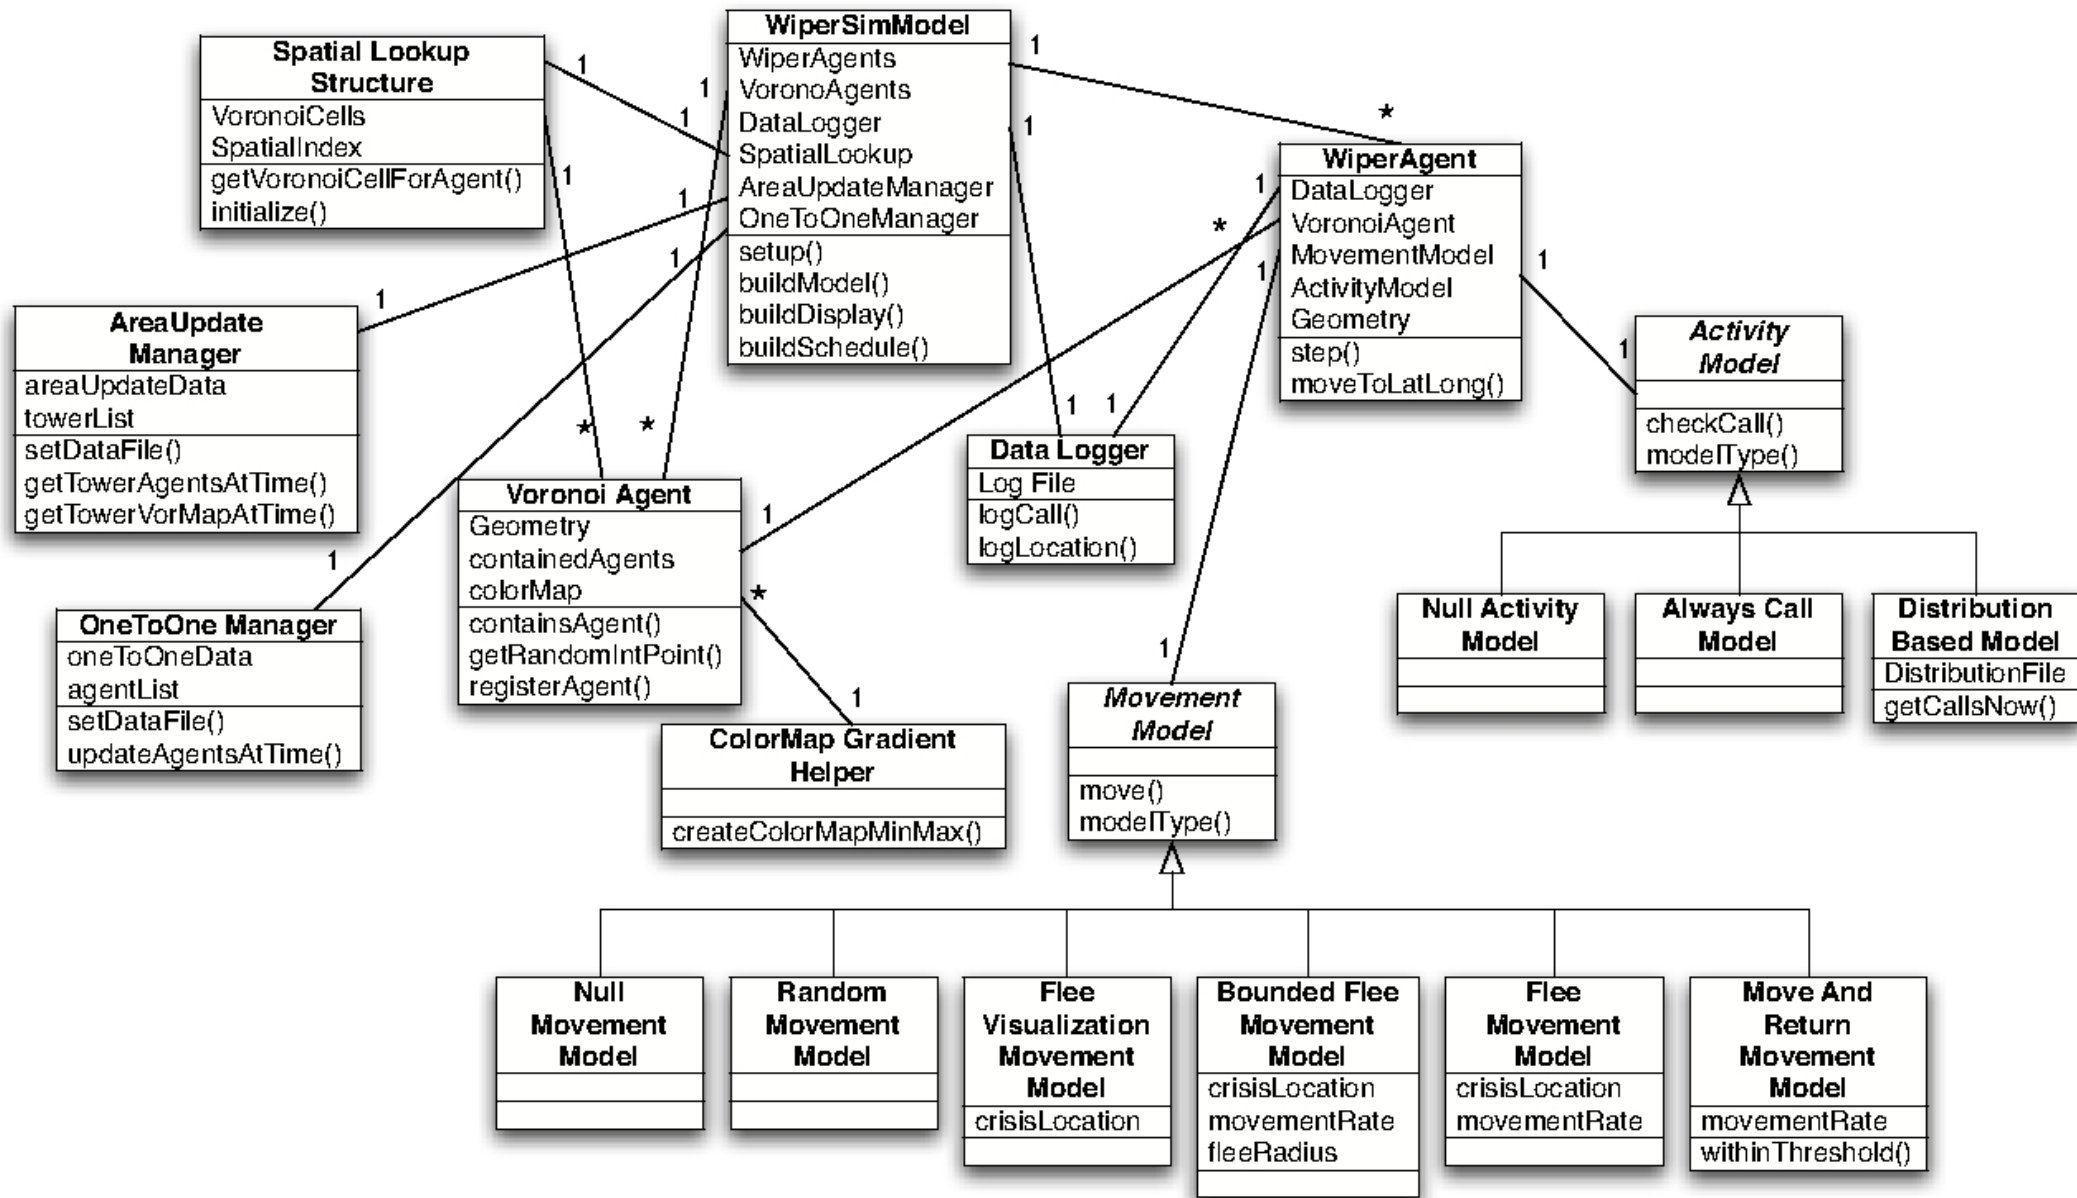 WiperSimModel
WiperAgents
VoronoAgents
DataLogger
SpatialLookup
AreaUpdateManager
OneToOneManager
setup()
buildModel()
buildDisplay()
buildSchedule()
Spatial Lookup
Structure
VoronoiCells
SpatialIndex
getVoronoiCellForAgent()
initialize()
1
1
1
1
1
*
1
1
1
1
*
1
1
1
*
*
1
1
1
1
1
1
1
*
1
1
WiperAgent
DataLogger
VoronoiAgent
MovementModel
ActivityModel
Geometry
step()
moveToLatLong()
AreaUpdate
Manager
areaUpdateData
towerList
setDataFile()
getTowerAgentsAtTime()
getTowerVorMapAtTime()
Activity
Model
checkCall()
modelType()
Data Logger
Log File
logCall()
logLocation()
Voronoi Agent
Geometry
containedAgents
colorMap
containsAgent()
getRandomIntPoint()
registerAgent()
OneToOne Manager
oneToOneData
agentList
setDataFile()
updateAgentsAtTime()
Null Activity
Model
Always Call
Model
Distribution
Based Model
DistributionFile
getCallsNow()
ColorMap Gradient
Helper
createColorMapMinMax()
Movement
Model
move()
modelType()
Null
Movement
Model
Random
Movement
Model
Flee
Visualization
Movement
Model
crisisLocation
Bounded Flee
Movement
Model
crisisLocation
movementRate
fleeRadius
Flee
Movement
Model
crisisLocation
movementRate
Move And
Return
Movement
Model
movementRate
withinThreshold()